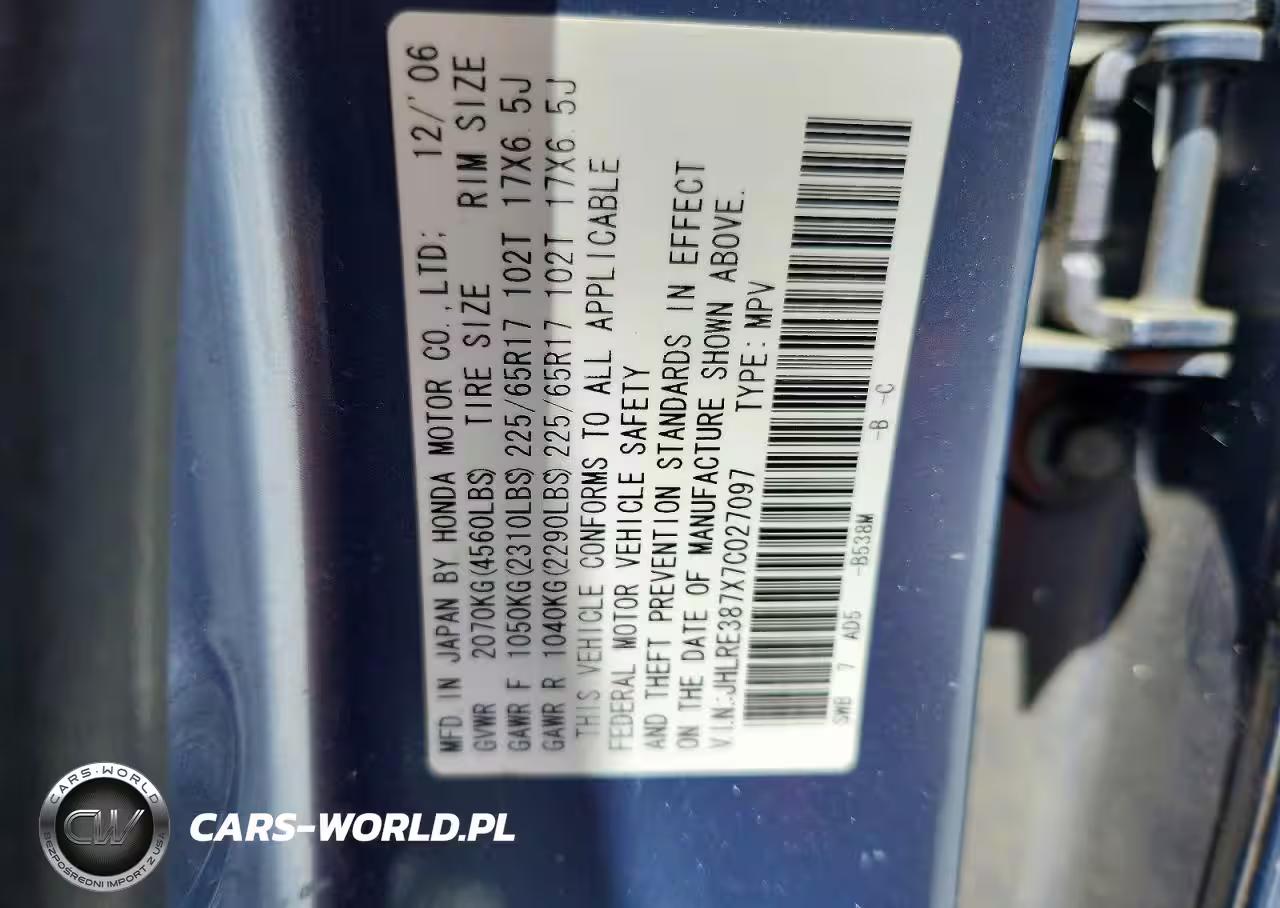 MFD. IN JAPAN BY HONDA MOTOR CO., LTD; 12/'06
GVWR 2070KG(4560LBS) TIRE SIZE RIM SIZE
GAWR F 1050KG(2310LBS) 225/65R17 102T 17X6.5J
GAWR R 1040KG(2290LBS) 225/65R17 102T 17X6.5J
THIS VEHICLE CONFORMS TO ALL APPLICABLE
FEDERAL MOTOR VEHICLE SAFETY
AND THEFT PREVENTION STANDARDS IN EFFECT
ON THE DATE OF MANUFACTURE SHOWN ABOVE.
V.I.N.:JHLRE387X7C027097 TYPE: MPV
SWB 7 AD5 -B538M -B -C
CARS-WORLD
CW
BEZPOŚREDNI IMPORT Z USA
CARS-WORLD.PL